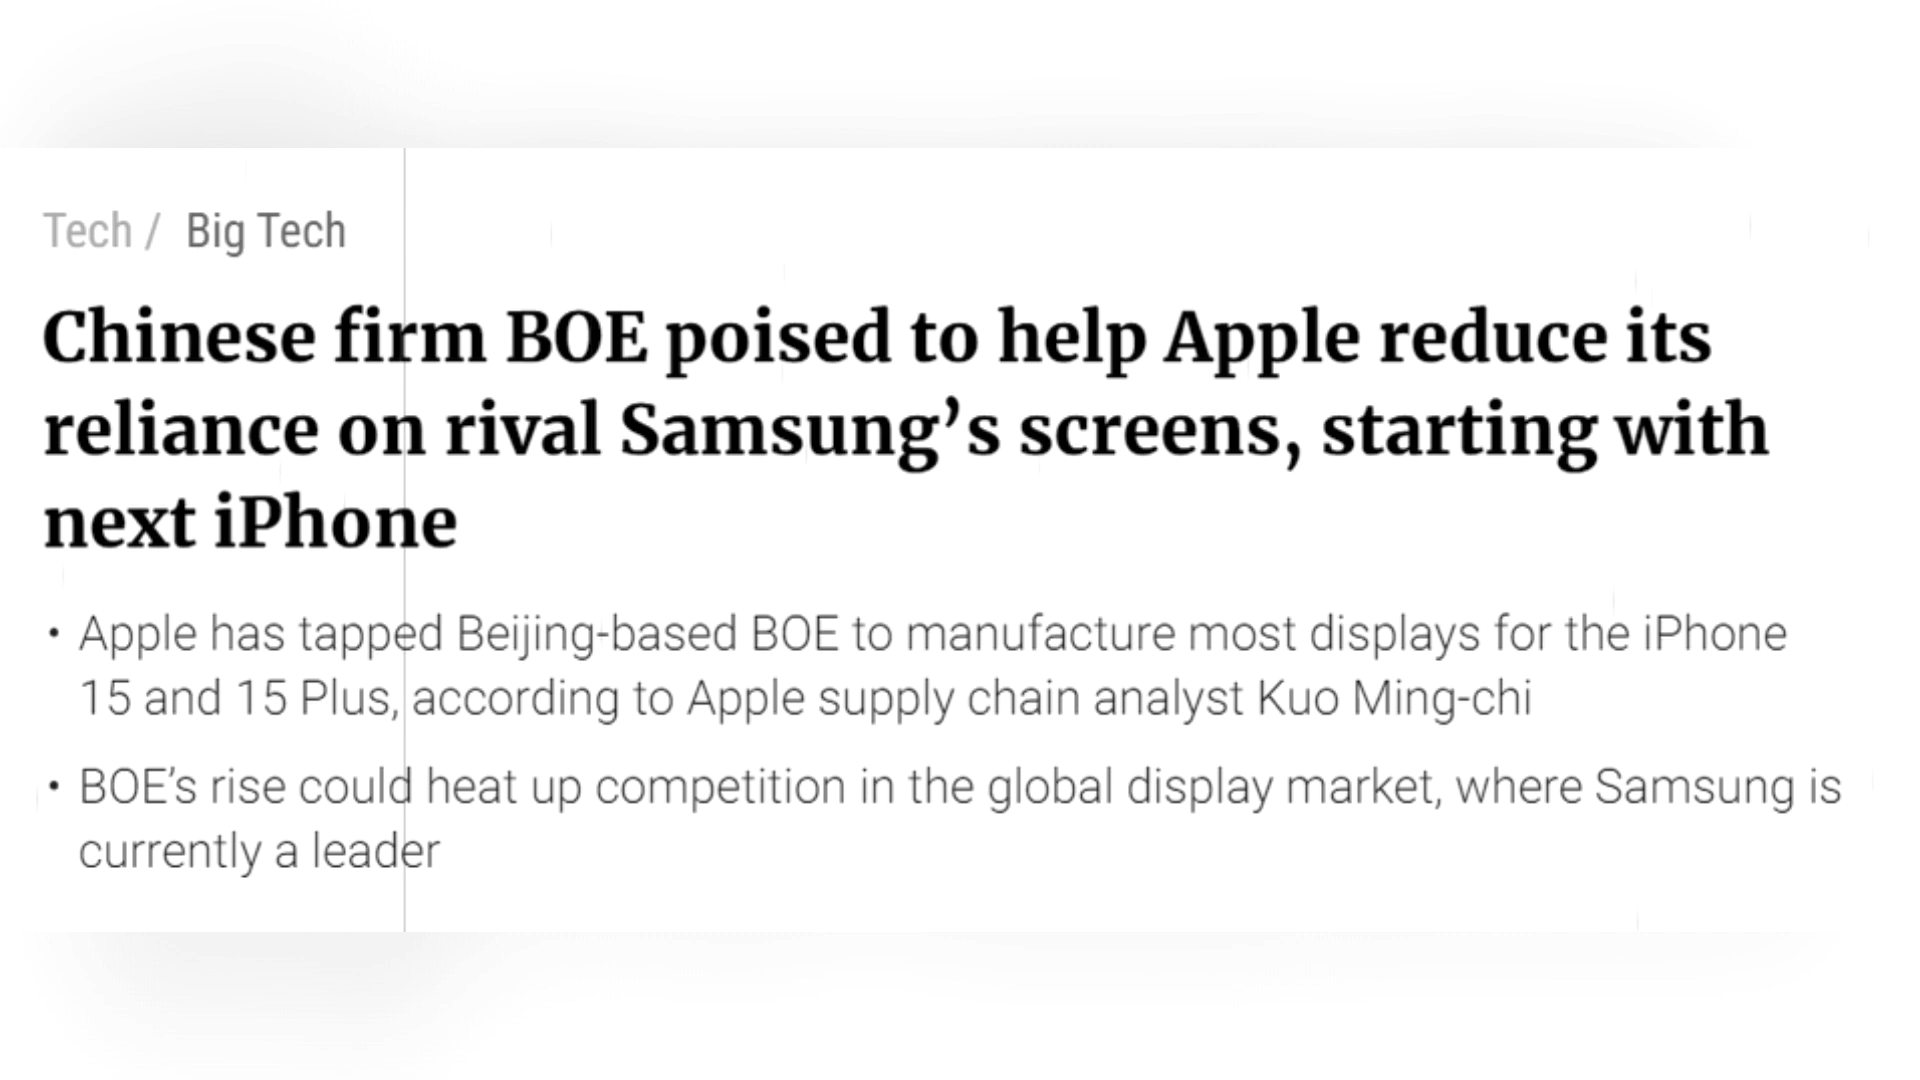 Tech / Big Tech
Chinese firm BOE poised to help Apple reduce its
reliance on rival Samsung’s screens, starting with
next iPhone
• Apple has tapped Beijing-based BOE to manufacture most displays for the iPhone
15 and 15 Plus, according to Apple supply chain analyst Kuo Ming-chi
• BOE’s rise could heat up competition in the global display market, where Samsung is
currently a leader